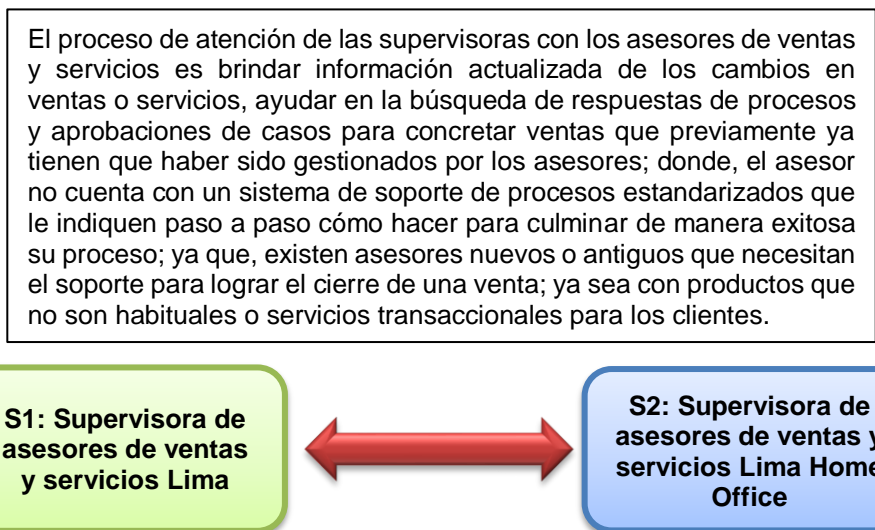 El proceso de atención de las supervisoras con los asesores de ventas
y servicios es brindar información actualizada de los cambios en
ventas o servicios, ayudar en la búsqueda de respuestas de procesos
y aprobaciones de casos para concretar ventas que previamente ya
tienen que haber sido gestionados por los asesores; donde, el asesor
no cuenta con un sistema de soporte de procesos estandarizados que
le indiquen paso a paso cómo hacer para culminar de manera exitosa
su proceso; ya que, existen asesores nuevos o antiguos que necesitan
el soporte para lograr el cierre de una venta; ya sea con productos que
no son habituales o servicios transaccionales para los clientes.
S1: Supervisora de
asesores de ventas
y servicios Lima
S2: Supervisora de
asesores de ventas y
servicios Lima Home
Office